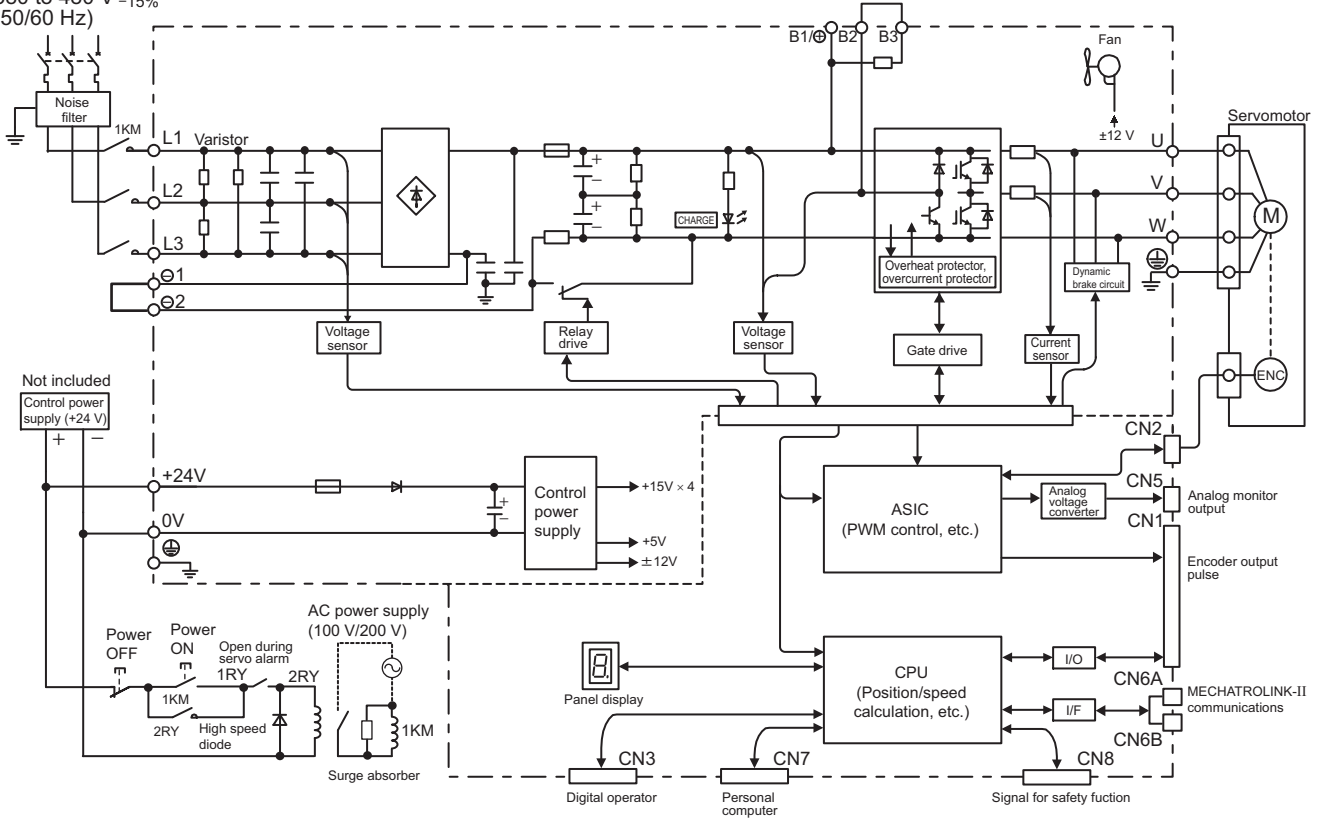 50/60 Hz)
Noise
filter
1KM
L1
Varistor
L2
L3
⊖1
⊖2
+
−
+
−
CHARGE
B1/⊕
B2
B3
Fan
±12 V
Servomotor
U
V
W
M
ENC
Overheat protector,
overcurrent protector
Dynamic
brake circuit
Voltage
sensor
Relay
drive
Voltage
sensor
Gate drive
Current
sensor
Not included
Control power
supply (+24 V)
+
−
+24V
0V
+
−
Control
power
supply
+15V × 4
+5V
±12V
ASIC
(PWM control, etc.)
Analog
voltage
converter
CN2
CN5
Analog monitor
output
CN1
Encoder output
pulse
Power
OFF
Power
ON
Open during
servo alarm
1RY
2RY
1KM
2RY
High speed
diode
AC power supply
(100 V/200 V)
1KM
Surge absorber
8.
Panel display
CPU
(Position/speed
calculation, etc.)
I/O
I/F
CN6A
MECHATROLINK-II
communications
CN6B
CN3
CN7
CN8
Digital operator
Personal
computer
Signal for safety fuction